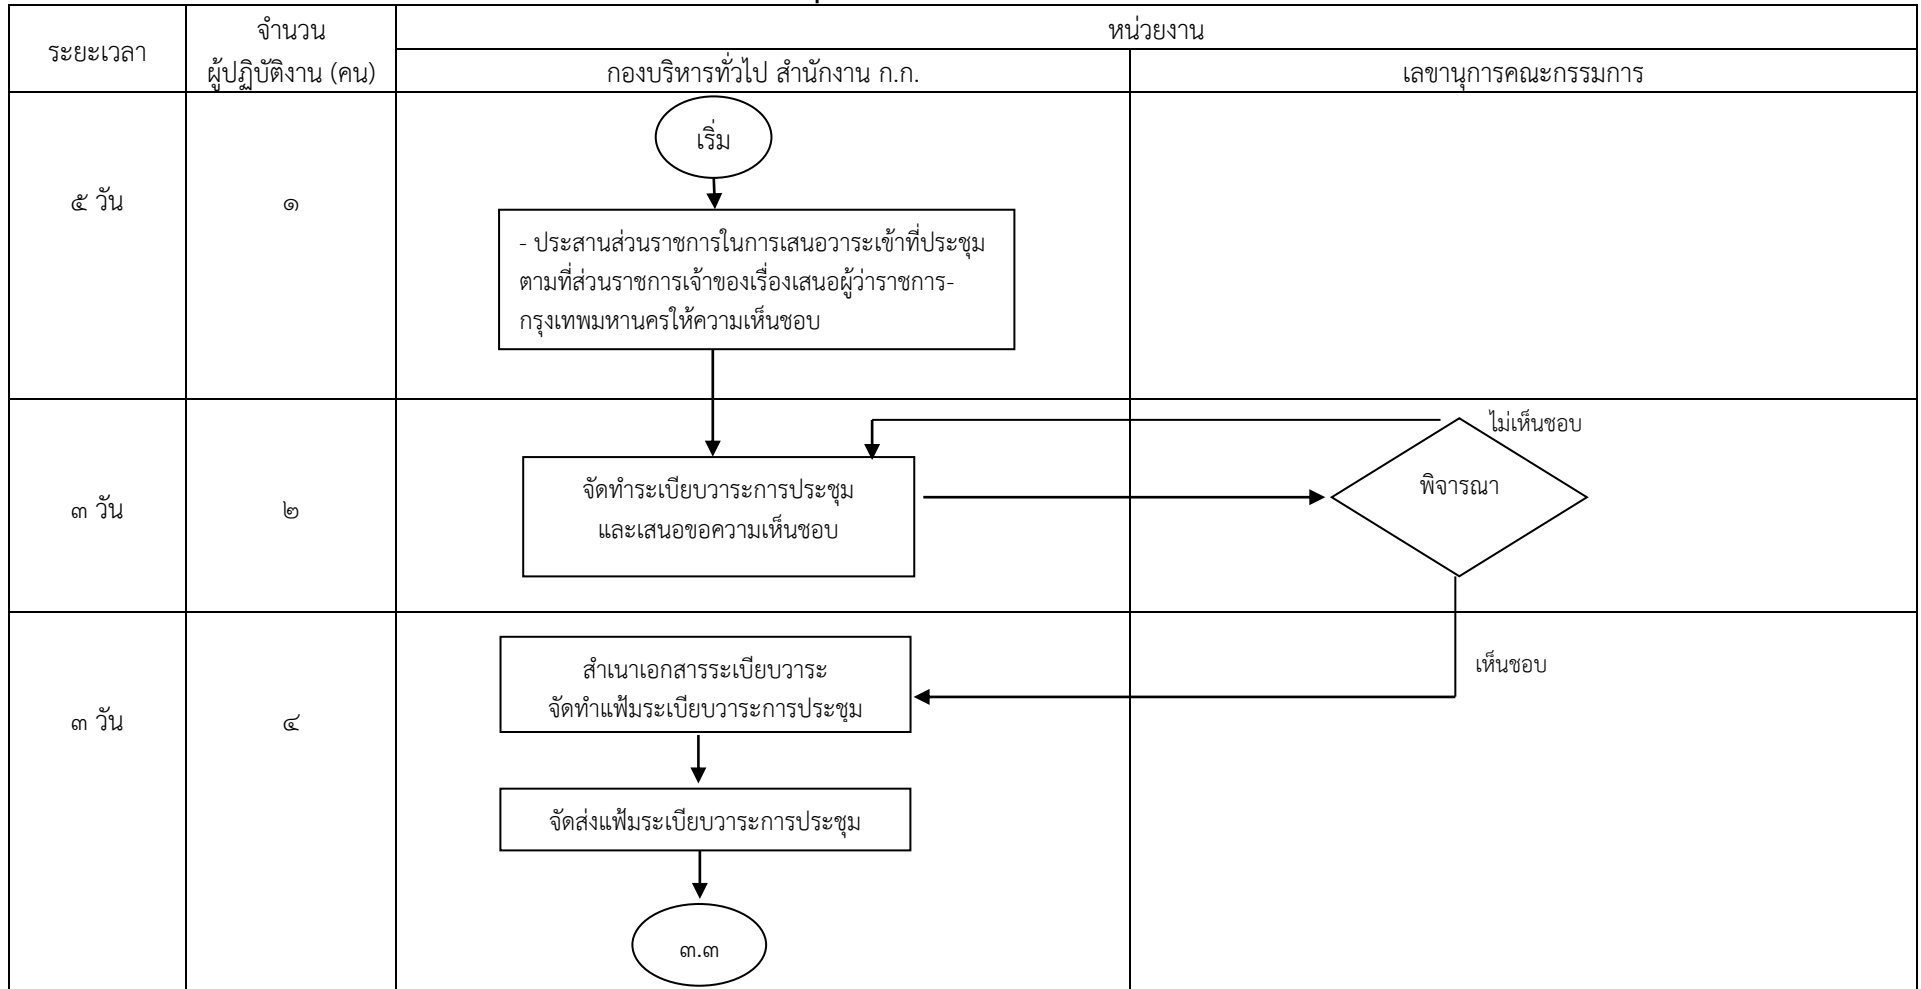 ระยะเวลา
จำนวน
ผู้ปฏิบัติงาน (คน)
หน่วยงาน
กองบริหารทั่วไป สำนักงาน ก.ก.
เลขานุการคณะกรรมการ
เริ่ม
๕ วัน
๑
- ประสานส่วนราชการในการเสนอวาระเข้าที่ประชุม
ตามที่ส่วนราชการเจ้าของเรื่องเสนอผู้ว่าราชการ-
กรุงเทพมหานครให้ความเห็นชอบ
ไม่เห็นชอบ
๓ วัน
๒
จัดทำระเบียบวาระการประชุม
และเสนอขอความเห็นชอบ
พิจารณา
เห็นชอบ
๓ วัน
๔
สำเนาเอกสารระเบียบวาระ
จัดทำแฟ้มระเบียบวาระการประชุม
จัดส่งแฟ้มระเบียบวาระการประชุม
๓.๓